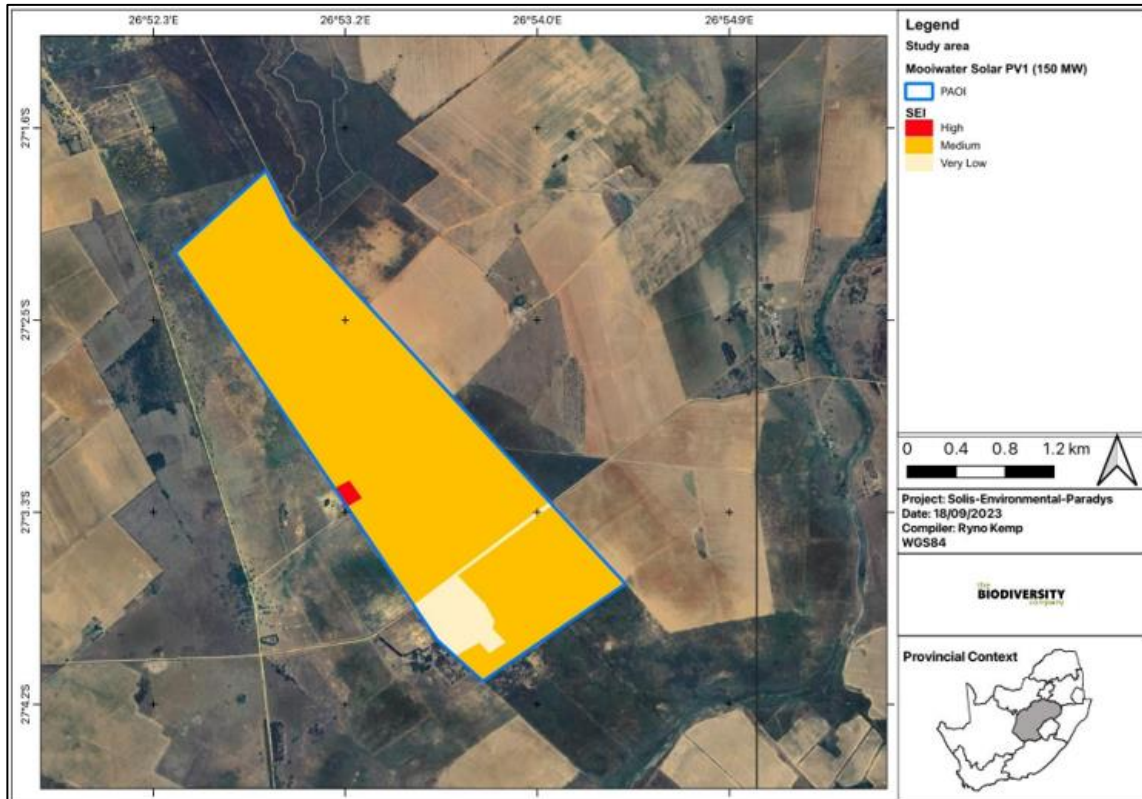 26°52.3'E 26°53.2'E 26°54.0'E 26°54.9'E
27°1.6'S
27°2.5'S
27°3.3'S
27°4.2'S
Legend
Study area
Mooiwater Solar PV1 (150 MW)
PAOI
SEI
High
Medium
Very Low
0 0.4 0.8 1.2 km
Project: Solis-Environmental-Paradys
Date: 18/09/2023
Compiler: Ryno Kemp
WGS84
the
BIODIVERSITY
company
Provincial Context